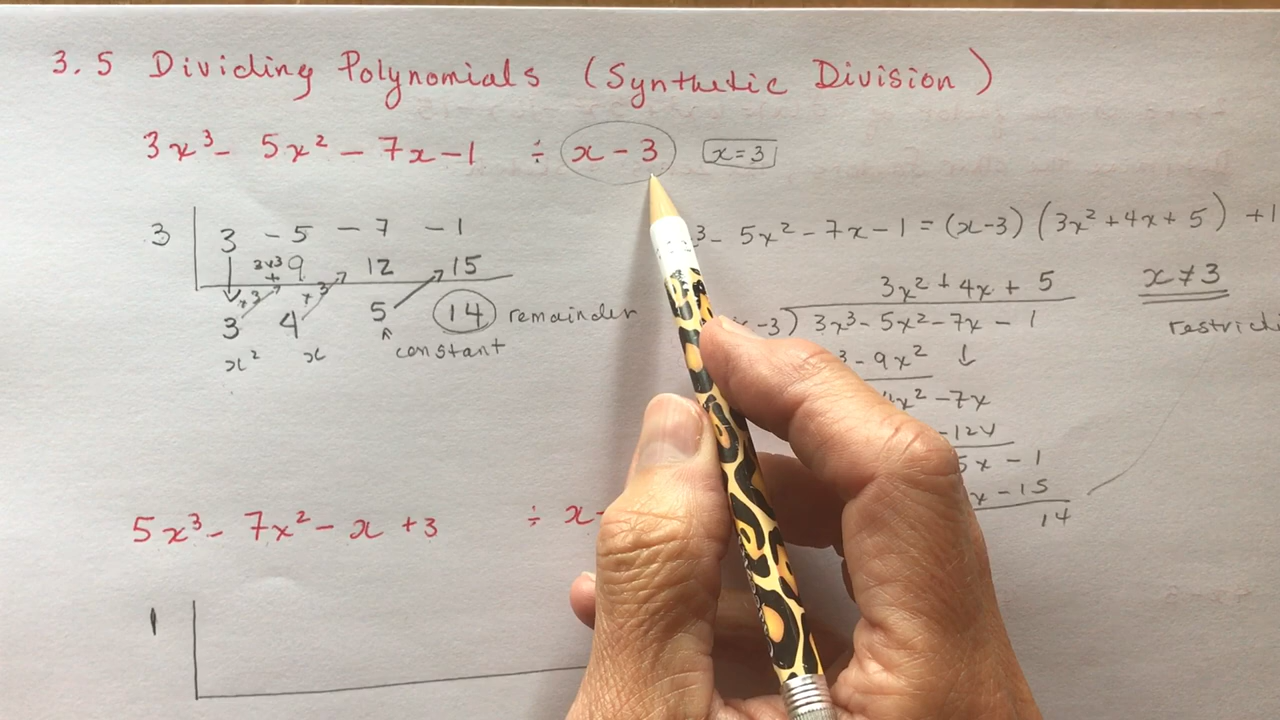 3.5 Dividing Polynomials (Synthetic Division)
3x³ - 5x² - 7x - 1 ÷ x - 3 x = 3
3 3 - 5 - 7 - 1
3x3 + 9 12 15
x3 x3
3 4 5 14 remainder
x² x constant
³ - 5x² - 7x - 1 = (x-3) (3x² + 4x + 5) + 1
3x² + 4x + 5 x ≠ 3
x - 3) 3x³ - 5x² - 7x - 1
³ - 9x² ↓
4x² - 7x
- 12x
5x - 1
x - 15
14
5x³ - 7x² - x + 3 ÷ x -
1